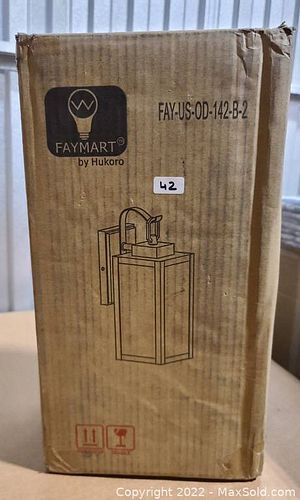 FAY-US-OD-142-B-2
FAYMART
by Hukoro
42
Copyright 2022 - MaxSold.com